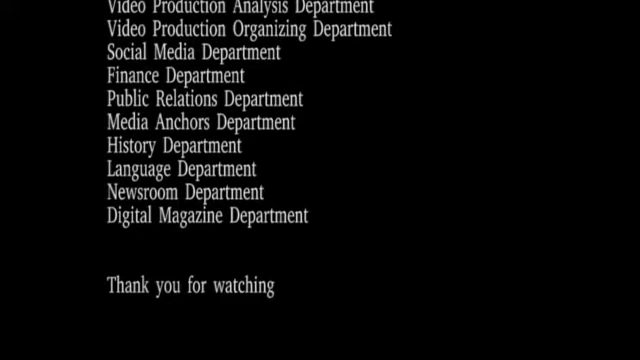 Video Production Analysis Department
Video Production Organizing Department
Social Media Department
Finance Department
Public Relations Department
Media Anchors Department
History Department
Language Department
Newsroom Department
Digital Magazine Department
Thank you for watching